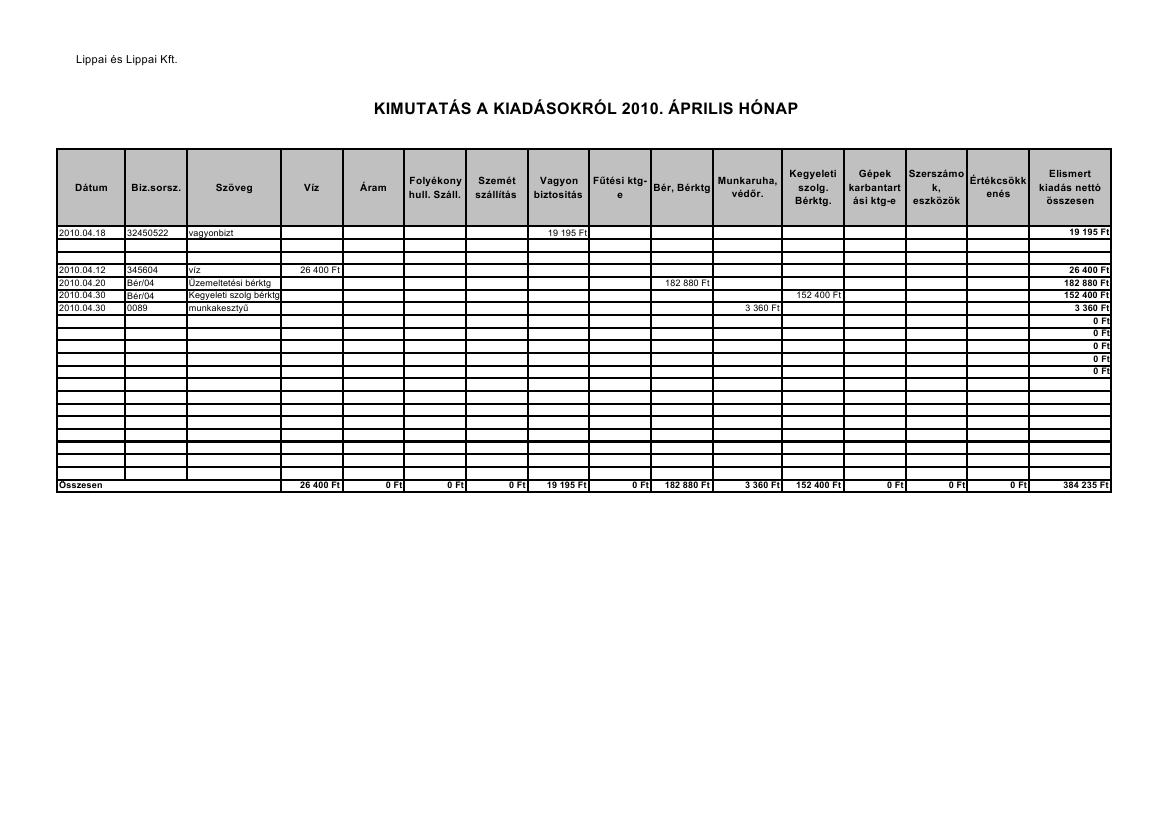 Lippai és Lippai Kft.
KIMUTATÁS A KIADÁSOKRÓL 2010. ÁPRILIS HÓNAP
Dátum Biz.sorsz. Szöveg Víz Áram Folyékony hull. Száll. Szemét szállítás Vagyon biztositás Fűtési ktg-e Bér, Bérktg Munkaruha, védőr. Kegyeleti szolg. Bérktg. Gépek karbantart ási ktg-e Szerszámo k, eszközök Értékcsökk enés Elismert kiadás nettó összesen
2010.04.18 32450522 vagyonbizt 19 195 Ft 19 195 Ft
2010.04.12 345604 víz 26 400 Ft 26 400 Ft
2010.04.20 Bér/04 Üzemeltetési bérktg 182 880 Ft 182 880 Ft
2010.04.30 Bér/04 Kegyeleti szolg bérktg 152 400 Ft 152 400 Ft
2010.04.30 0089 munkakesztyű 3 360 Ft 3 360 Ft
0 Ft
0 Ft
0 Ft
0 Ft
0 Ft
Összesen 26 400 Ft 0 Ft 0 Ft 0 Ft 19 195 Ft 0 Ft 182 880 Ft 3 360 Ft 152 400 Ft 0 Ft 0 Ft 0 Ft 384 235 Ft